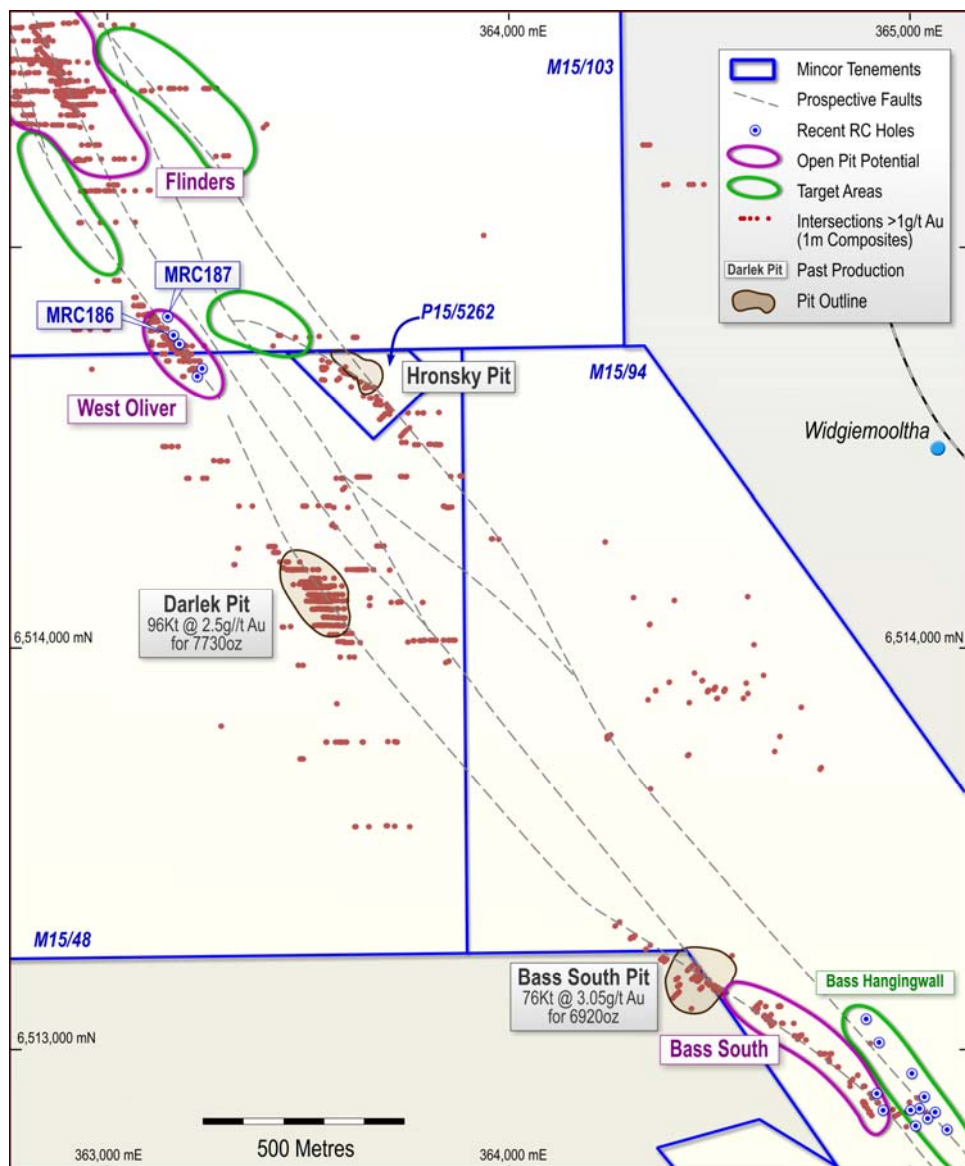 364,000 mE
365,000 mE
M15/103
Mincor Tenements
Prospective Faults
Recent RC Holes
Open Pit Potential
Target Areas
Intersections >1g/t Au
(1m Composites)
Darlek Pit
Past Production
Pit Outline
Flinders
MRC187
MRC186
P15/5262
Hronsky Pit
M15/94
West Oliver
Widgiemooltha
Darlek Pit
96Kt @ 2.5g//t Au
for 7730oz
6,514,000 mN
6,514,000 mN
M15/48
Bass South Pit
76Kt @ 3.05g/t Au
for 6920oz
Bass Hangingwall
6,513,000 mN
Bass South
500 Metres
363,000 mE
364,000 mE